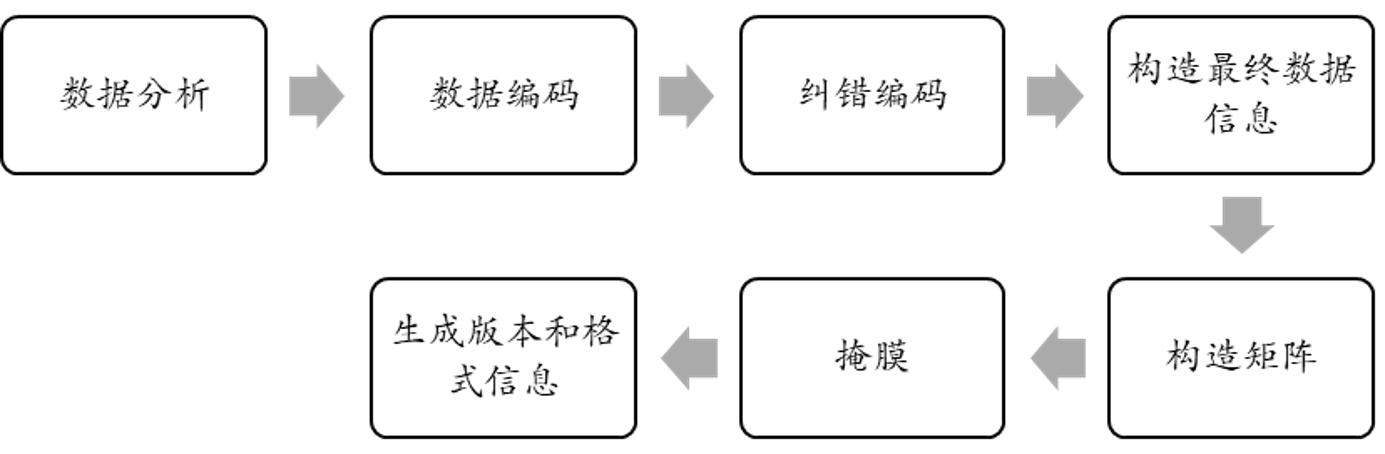 数据分析
数据编码
纠错编码
构造最终数据
信息
构造矩阵
掩膜
生成版本和格
式信息